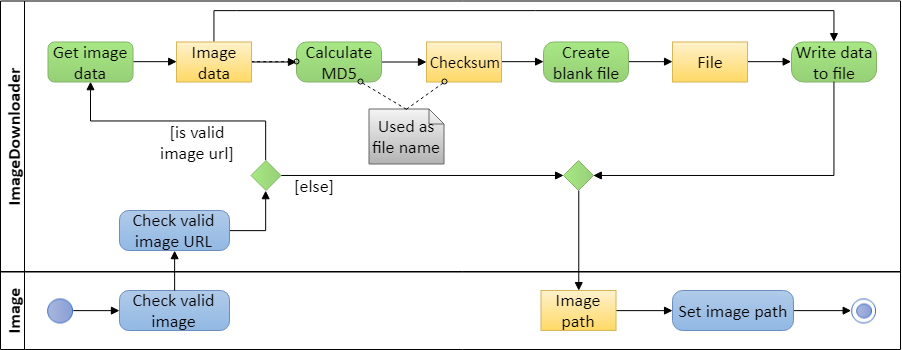 ImageDownloader
Get image
data
Image
data
Calculate
MD5
Checksum
Create
blank file
File
Write data
to file
Used as
file name
[is valid
image url]
[else]
Check valid
image URL
Image
Check valid
image
Image
path
Set image path